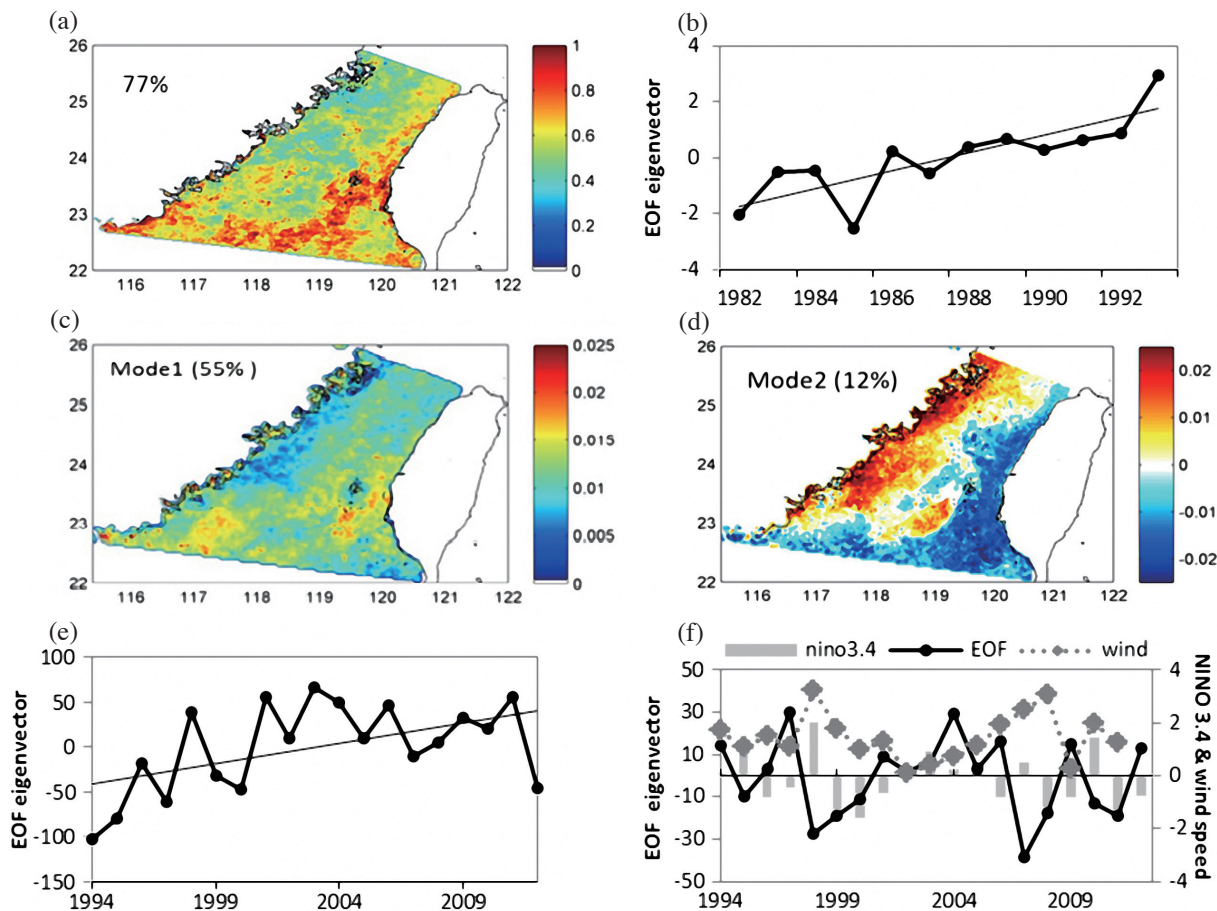 (a)
26
25
24
23
22
116 117 118 119 120 121 122
77%
1
0.8
0.6
0.4
0.2
0
(b)
EOF eigenvector
4
2
0
-2
-4
1982 1984 1986 1988 1990 1992
(c)
26
25
24
23
22
116 117 118 119 120 121 122
Mode1 (55% )
0.025
0.02
0.015
0.01
0.005
0
(d)
26
25
24
23
22
116 117 118 119 120 121 122
Mode2 (12%)
0.02
0.01
0
-0.01
-0.02
(e)
EOF eigenvector
100
50
0
-50
-100
-150
1994 1999 2004 2009
(f)
nino3.4 EOF wind
EOF eigenvector
50
30
10
-10
-30
-50
1994 1999 2004 2009
4
2
0
-2
-4
NINO 3.4 & wind speed